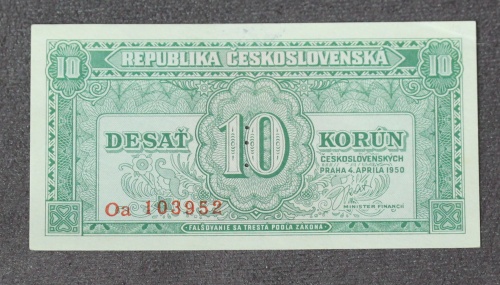 10 REPUBLIKA ČESKOSLOVENSKÁ 10
DESAŤ 10 KORÚN
ČESKOSLOVENSKÝCH
PRAHA 4. APRÍLA 1950
MINISTER FINANCIÍ
Oa 103952
FALŠOVANIE SA TRESTÁ PODĽA ZÁKONA